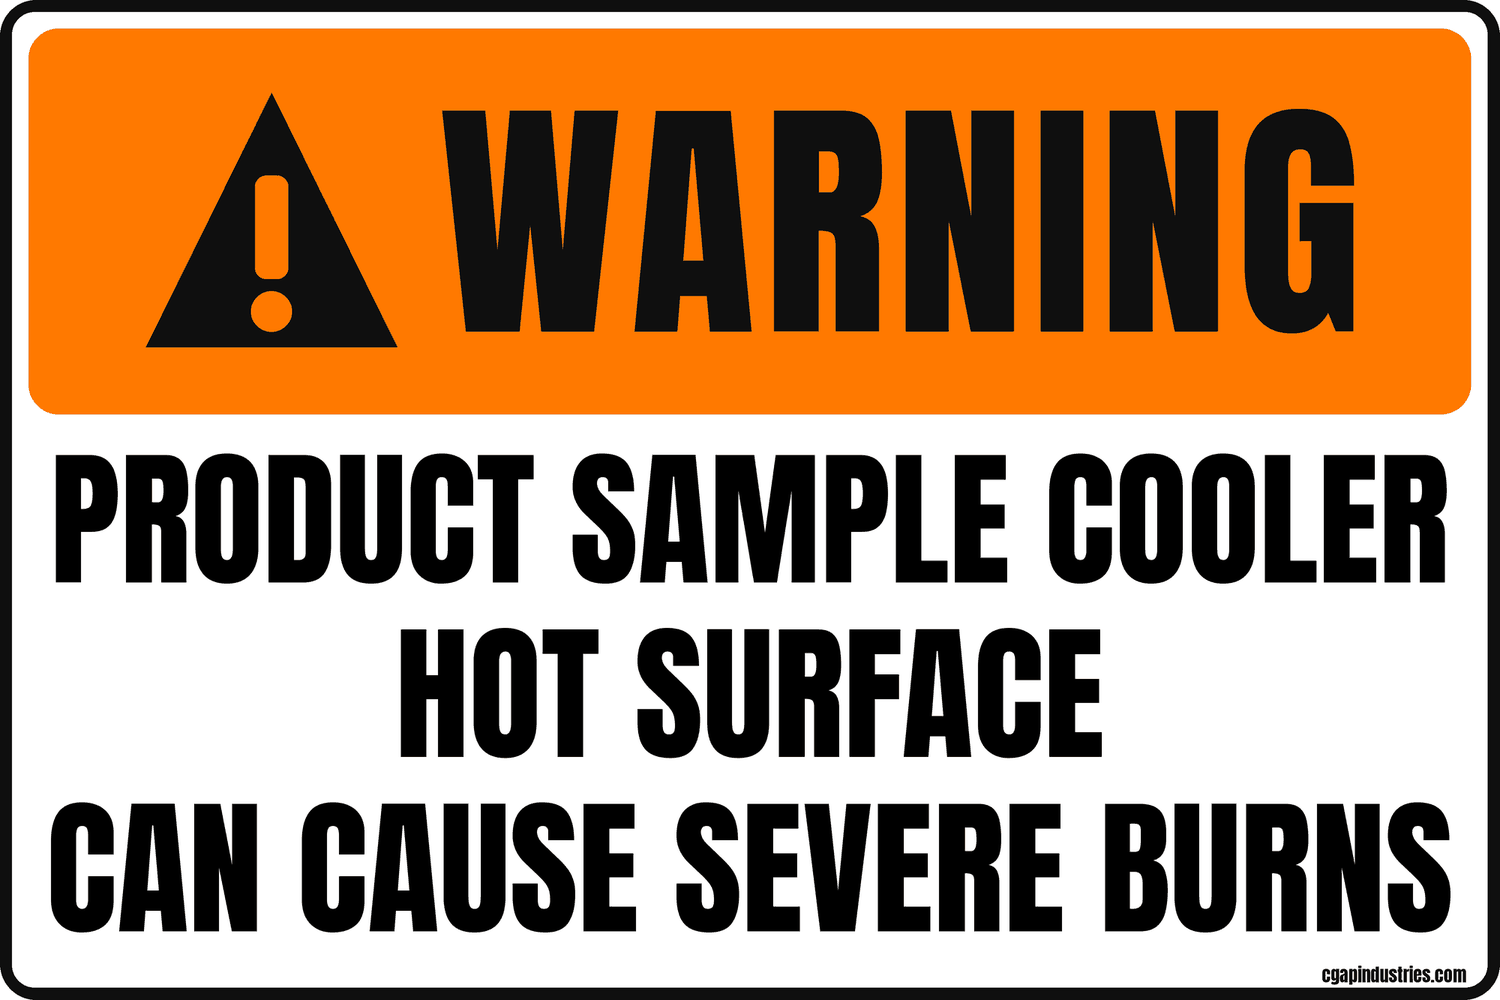 WARNING
PRODUCT SAMPLE COOLER
HOT SURFACE
CAN CAUSE SEVERE BURNS
cgapindustries.com